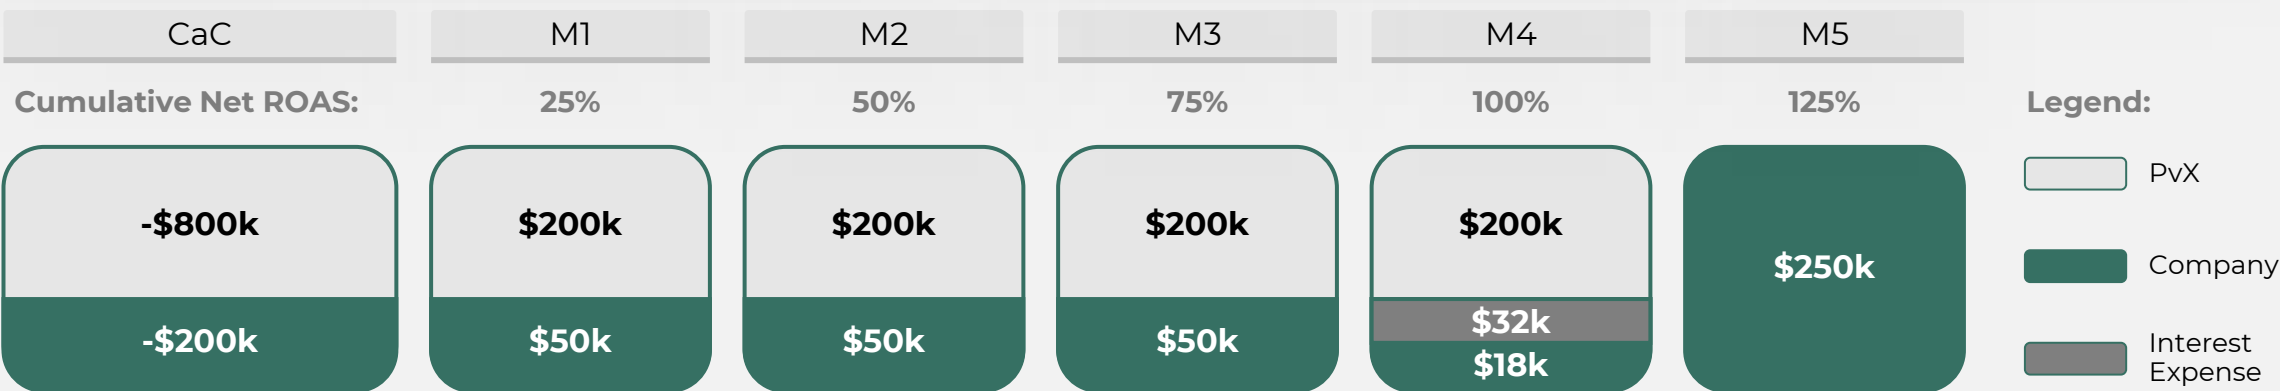 CaC M1 M2 M3 M4 M5
Cumulative Net ROAS: 25% 50% 75% 100% 125% Legend:
-$800k $200k $200k $200k $200k PvX
$250k Company
-$200k $50k $50k $50k $32k Interest
$18k Expense